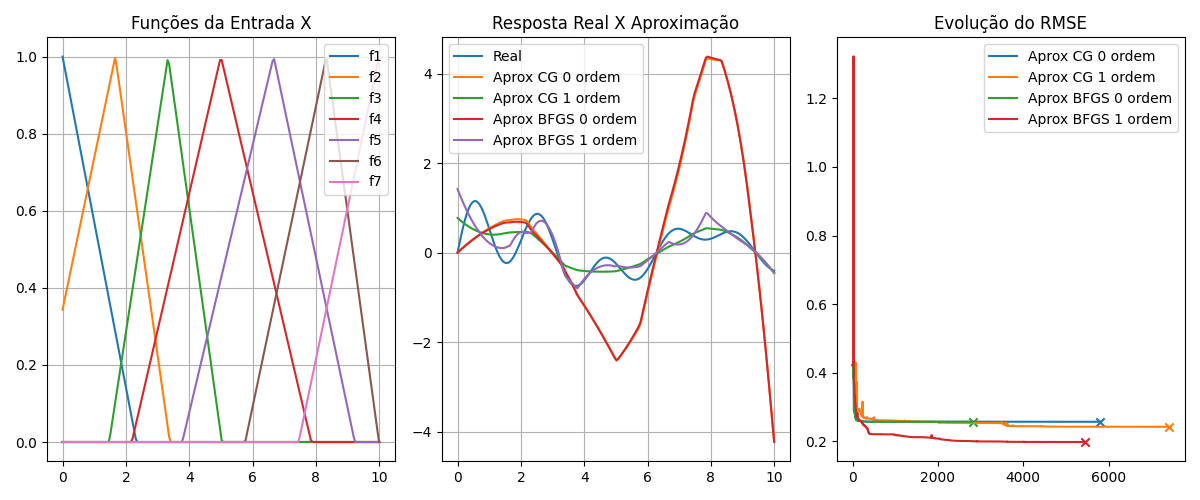 Funções da Entrada X
f1
f2
f3
f4
f5
f6
f7
1.0
0.8
0.6
0.4
0.2
0.0
0 2 4 6 8 10
Resposta Real X Aproximação
Real
Aprox CG 0 ordem
Aprox CG 1 ordem
Aprox BFGS 0 ordem
Aprox BFGS 1 ordem
4
2
0
−2
−4
0 2 4 6 8 10
Evolução do RMSE
Aprox CG 0 ordem
Aprox CG 1 ordem
Aprox BFGS 0 ordem
Aprox BFGS 1 ordem
1.2
1.0
0.8
0.6
0.4
0.2
0 2000 4000 6000